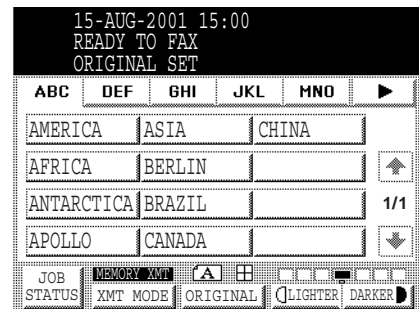 15-AUG-2001 15:00
READY TO FAX
ORIGINAL SET
ABC DEF GHI JKL MNO
AMERICA ASIA CHINA
AFRICA BERLIN
ANTARCTICA BRAZIL 1/1
APOLLO CANADA
JOB STATUS MEMORY XMT A
XMT MODE ORIGINAL LIGHTER DARKER